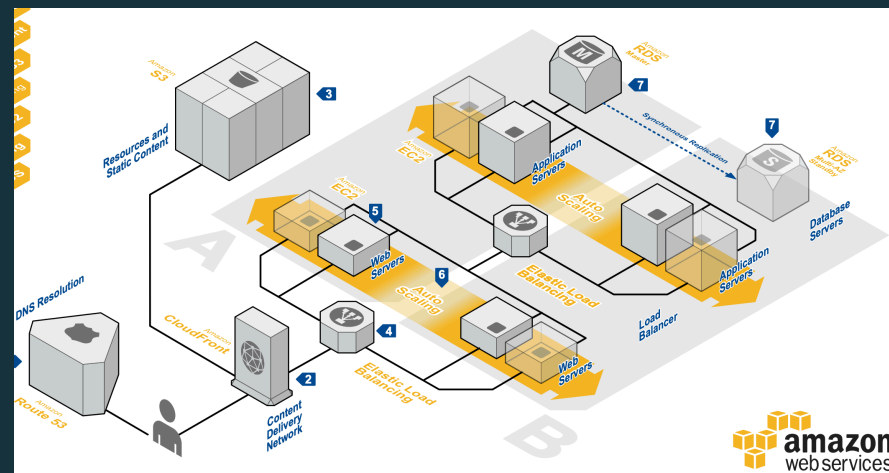 Amazon
S3
3
Resources and
Static Content
Amazon
RDS
Master
M
7
Synchronous Replication
7
Amazon
RDS
Multi-AZ
Standby
S
Database
Servers
Amazon
EC2
Application
Servers
Auto
Scaling
Application
Servers
Elastic Load
Balancing
Load
Balancer
Amazon
EC2
5
Web
Servers
6
Auto
Scaling
Web
Servers
4
Elastic Load
Balancing
A
B
DNS Resolution
Amazon
Route 53
Amazon
CloudFront
2
Content
Delivery
Network
amazon
web services